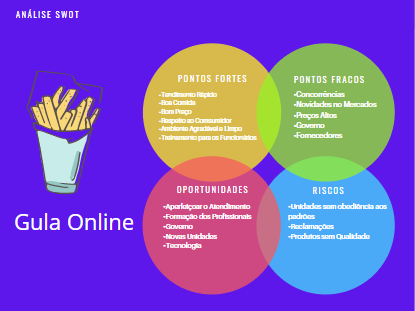 ANÁLISE SWOT
PONTOS FORTES
-Tendimento Rápido
-Boa Comida
-Bom Preço
-Respeito ao Consumidor
-Ambiente Agradável e Limpo
-Treinamento para os Funcionários
PONTOS FRACOS
-Concorrências
-Novidades no Mercados
-Preços Altos
-Governo
-Fornecedores
Gula Online
OPORTUNIDADES
-Aperfeiçoar o Atendimento
-Formação dos Profissionais
-Governo
-Novas Unidades
-Tecnologia
RISCOS
-Unidades sem obediência aos
padrões
-Reclamações
-Produtos sem Qualidade